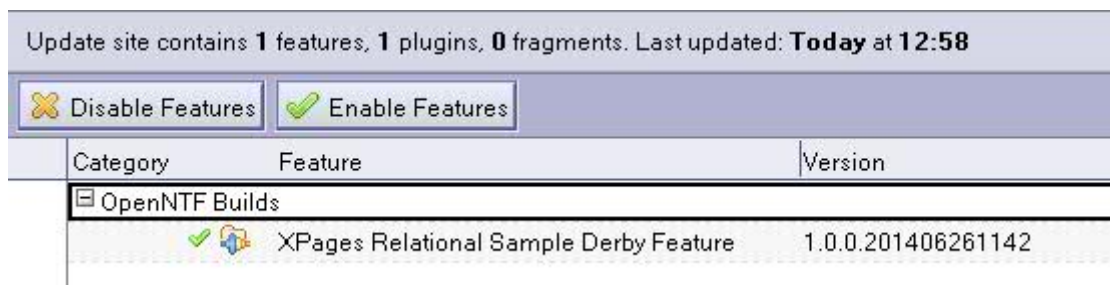 Update site contains 1 features, 1 plugins, 0 fragments. Last updated: Today at 12:58
Disable Features Enable Features
Category Feature Version
OpenNTF Builds
XPages Relational Sample Derby Feature 1.0.0.201406261142